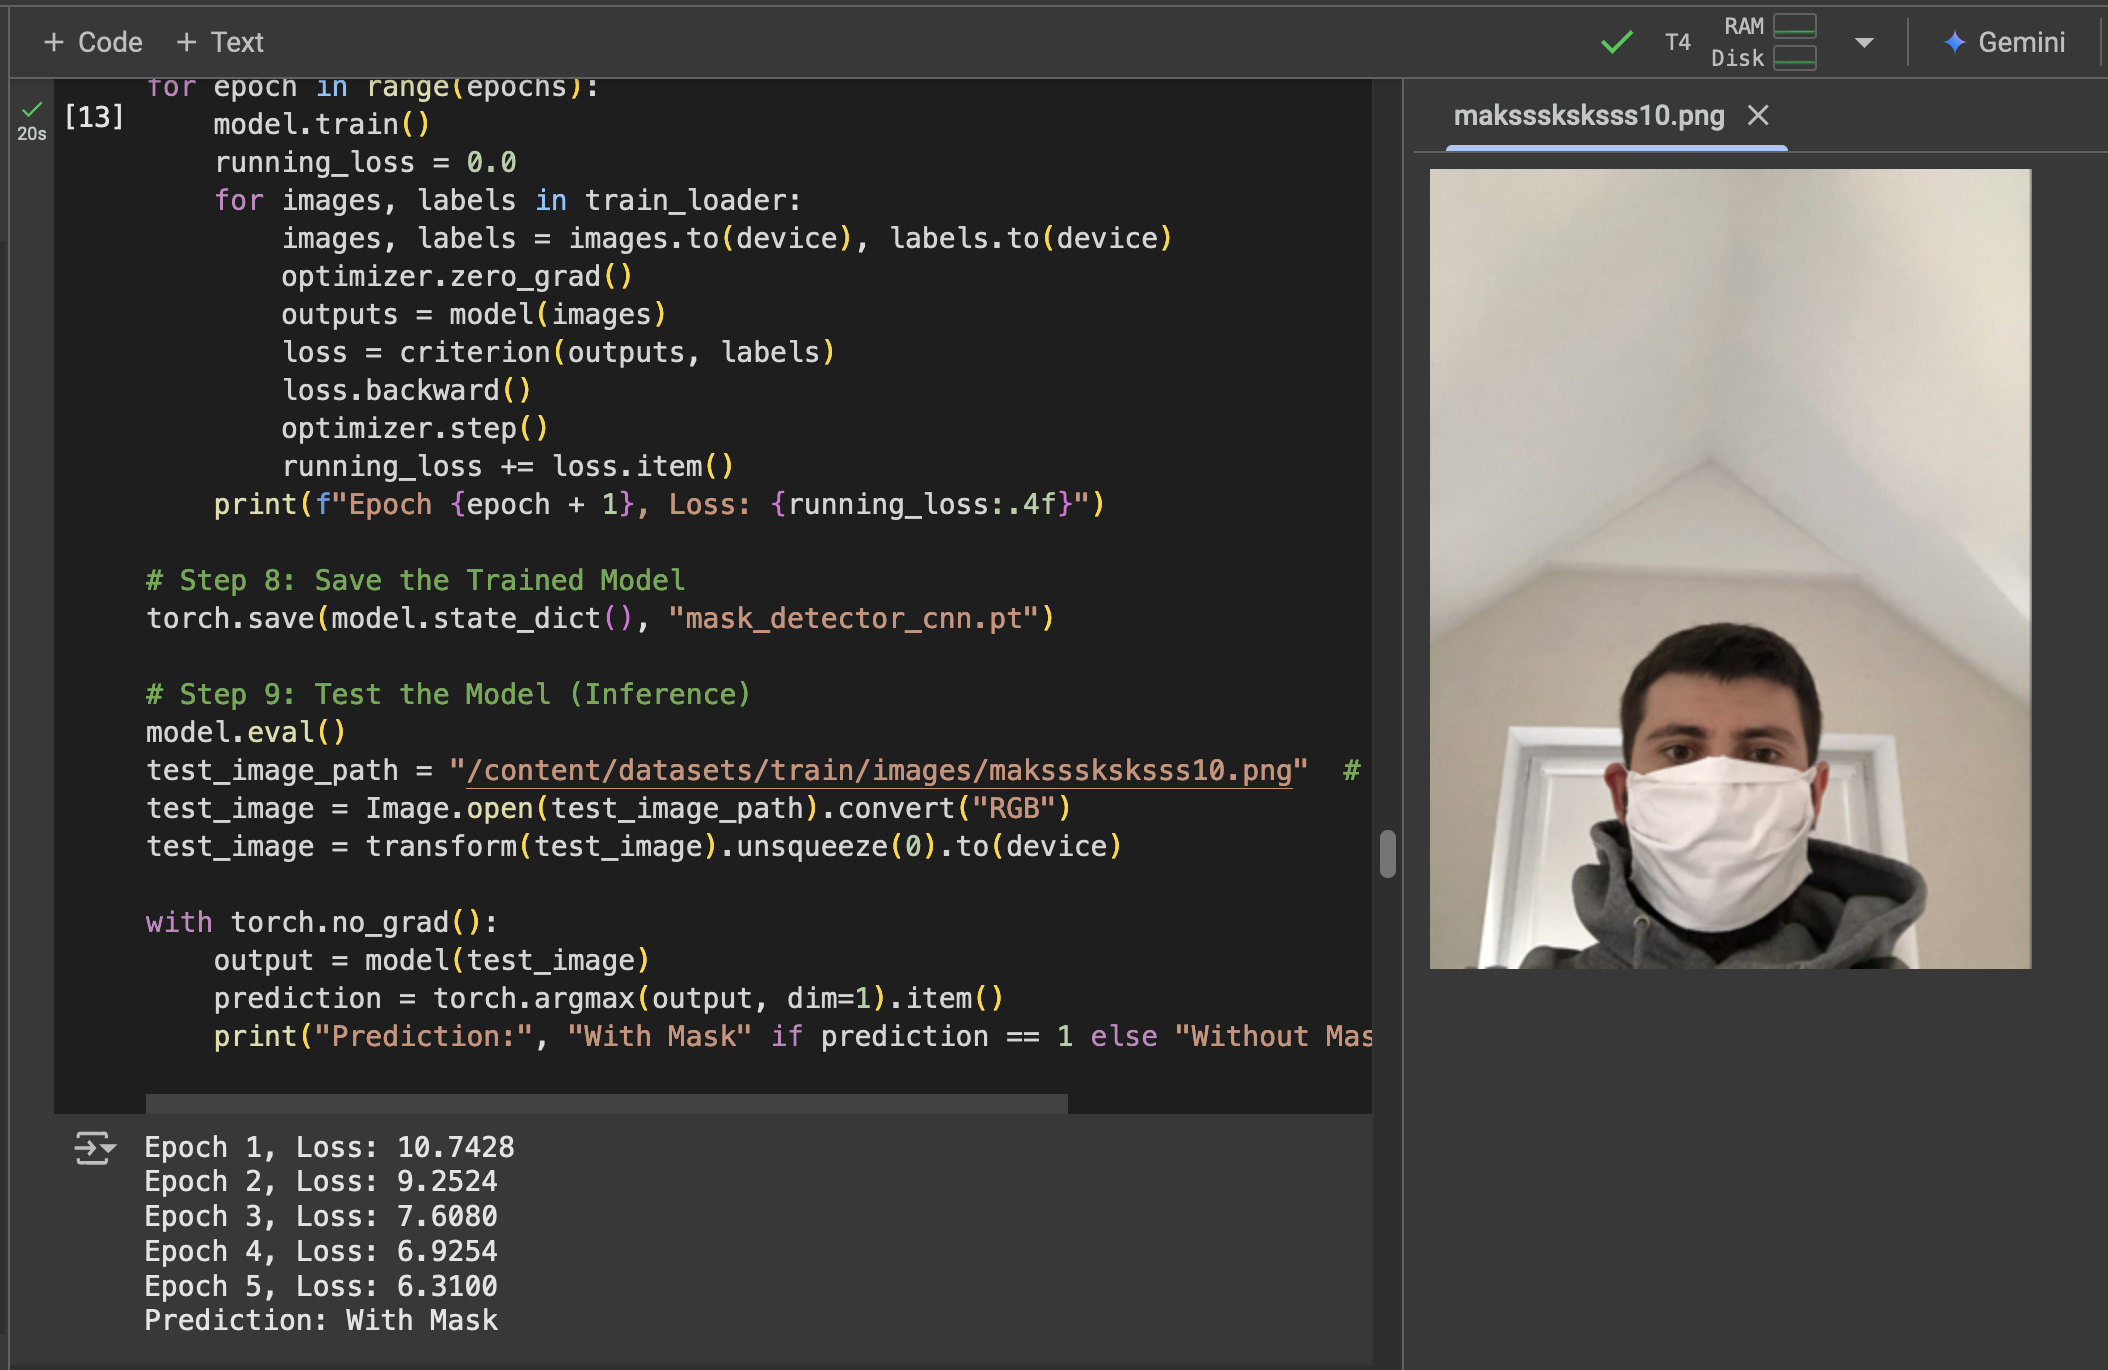 + Code + Text
T4
RAM
Disk
Gemini
20s
[13]
for epoch in range(epochs):
model.train()
running_loss = 0.0
for images, labels in train_loader:
images, labels = images.to(device), labels.to(device)
optimizer.zero_grad()
outputs = model(images)
loss = criterion(outputs, labels)
loss.backward()
optimizer.step()
running_loss += loss.item()
print(f"Epoch {epoch + 1}, Loss: {running_loss:.4f}")
# Step 8: Save the Trained Model
torch.save(model.state_dict(), "mask_detector_cnn.pt")
# Step 9: Test the Model (Inference)
model.eval()
test_image_path = "/content/datasets/train/images/maksssksksss10.png" #
test_image = Image.open(test_image_path).convert("RGB")
test_image = transform(test_image).unsqueeze(0).to(device)
with torch.no_grad():
output = model(test_image)
prediction = torch.argmax(output, dim=1).item()
print("Prediction:", "With Mask" if prediction == 1 else "Without Mas
Epoch 1, Loss: 10.7428
Epoch 2, Loss: 9.2524
Epoch 3, Loss: 7.6080
Epoch 4, Loss: 6.9254
Epoch 5, Loss: 6.3100
Prediction: With Mask
maksssksksss10.png